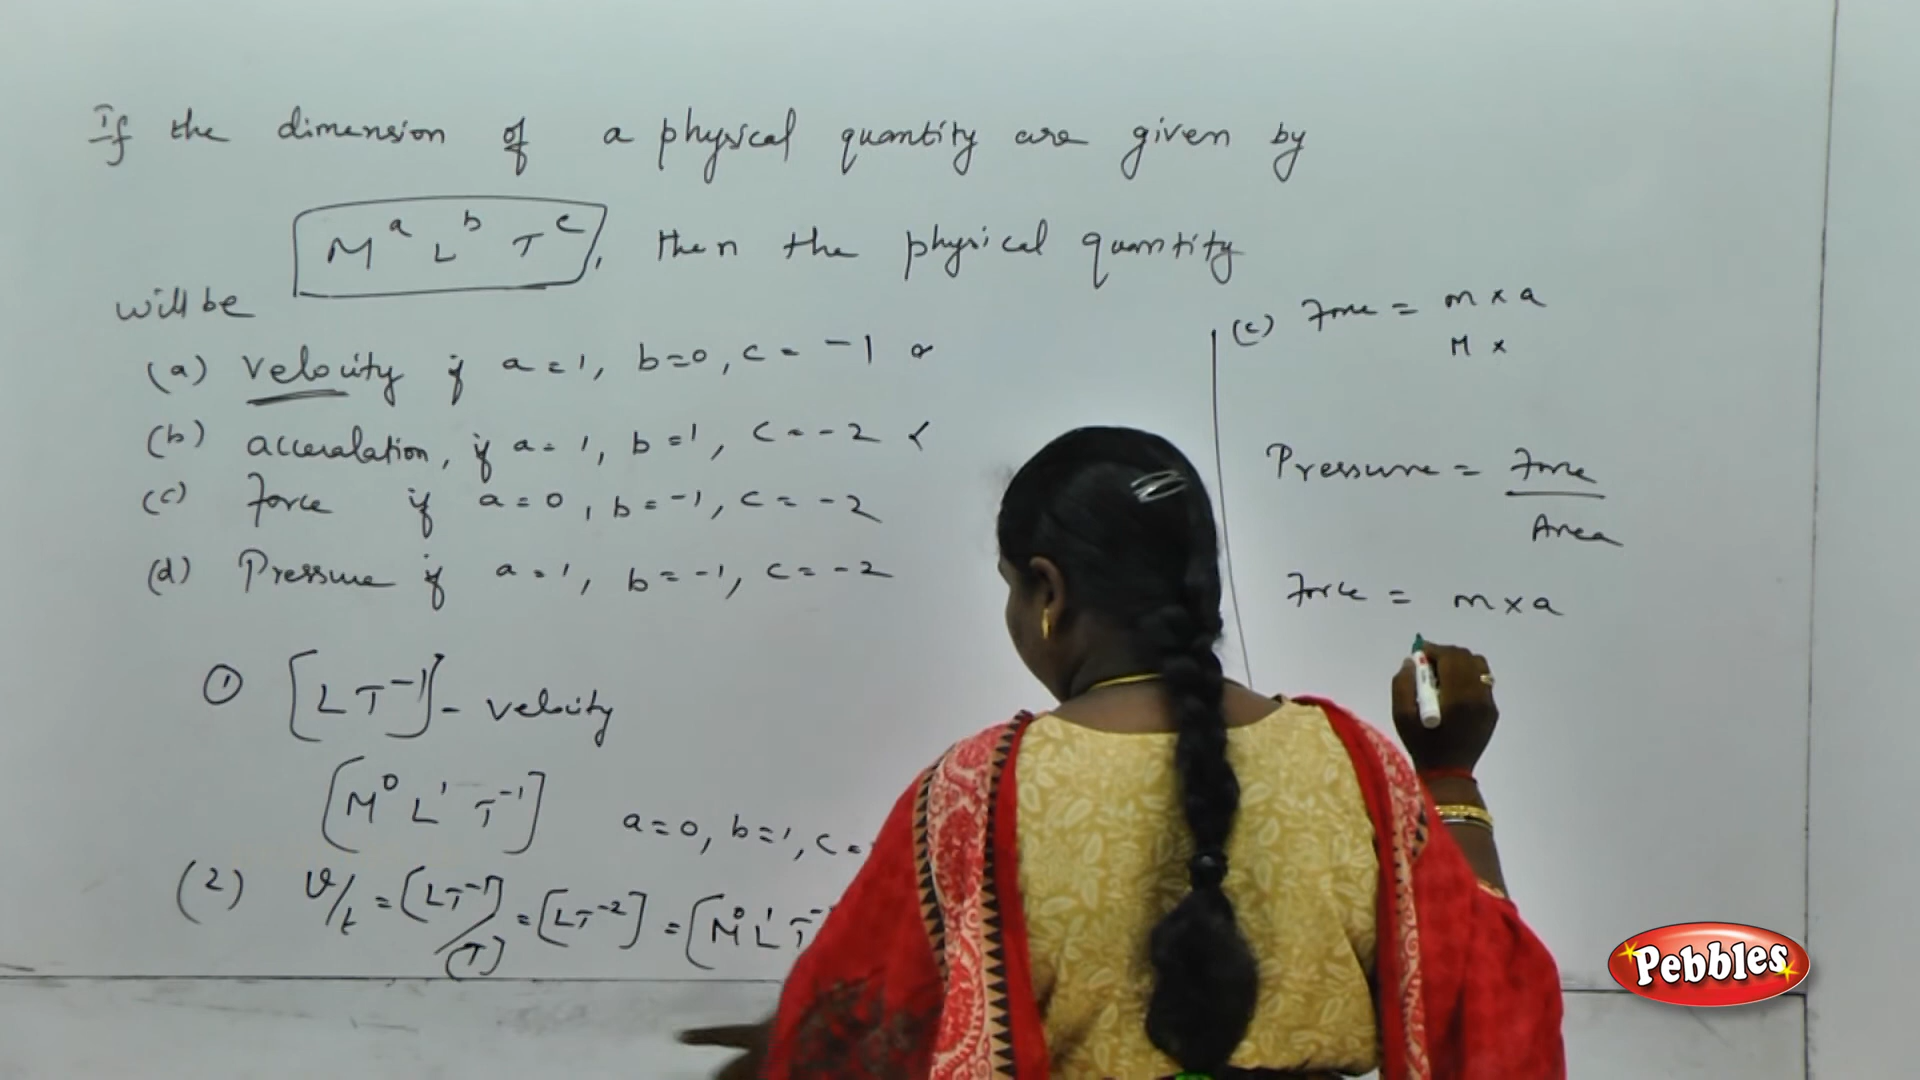 If the dimension of a physical quantity are given by
M^a L^b T^c, then the physical quantity
will be
(a) velocity if a = 1, b=0, c = -1
(b) acceralation, if a = 1, b = 1, c = -2
(c) Force if a = 0, b = -1, c = -2
(d) Pressure if a = 1, b = -1, c = -2
① [LT^-1] - velocity
[M^0 L^1 T^-1] a=0, b=1, c =
(2) v/t = [LT^-1]/[T] = [LT^-2] = [M^0 L^1 T^-
(c) Force = m × a
M ×
Pressure = Force
Area
Force = m × a
Pebbles